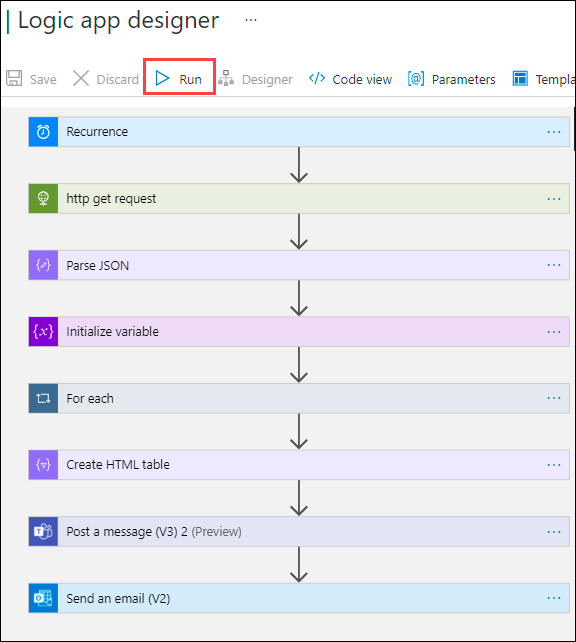 | Logic app designer ...
Save Discard Run Designer </> Code view [@] Parameters Templa
Recurrence ...
http get request ...
Parse JSON ...
{x} Initialize variable ...
For each ...
Create HTML table ...
Post a message (V3) 2 (Preview) ...
Send an email (V2) ...